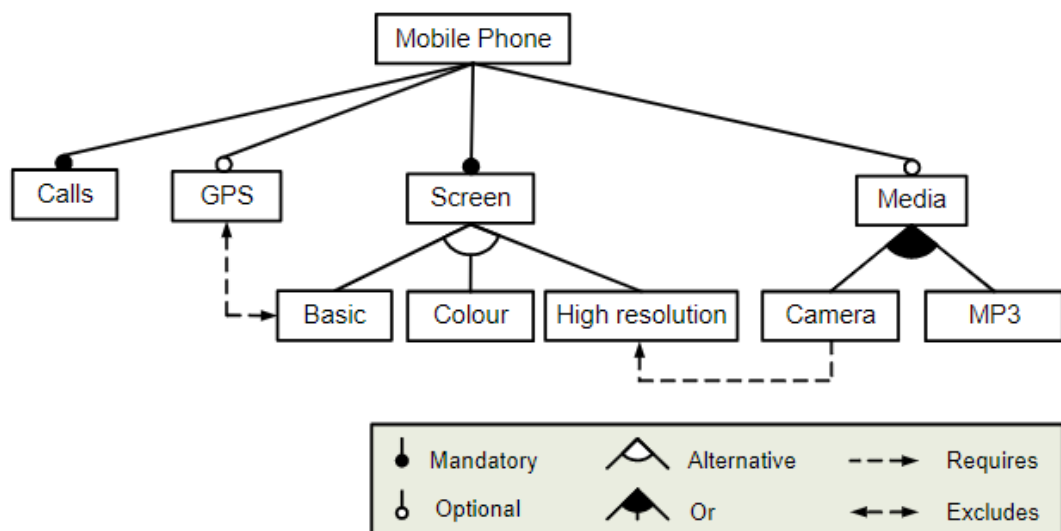 Mobile Phone
Calls
GPS
Screen
Media
Basic
Colour
High resolution
Camera
MP3
Mandatory
Alternative
Requires
Optional
Or
Excludes